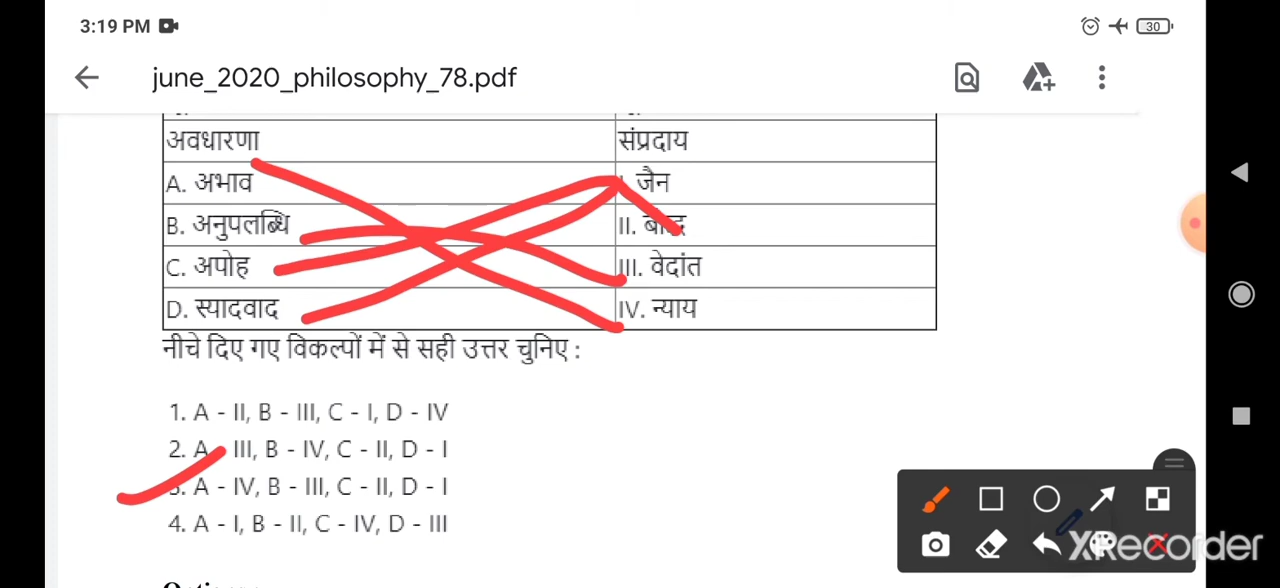 3:19 PM
30
june_2020_philosophy_78.pdf
अवधारणा संप्रदाय
A. अभाव I. जैन
B. अनुपलब्धि II. बौद्ध
C. अपोह III. वेदांत
D. स्यादवाद IV. न्याय
नीचे दिए गए विकल्पों में से सही उत्तर चुनिए :
1. A - II, B - III, C - I, D - IV
2. A - III, B - IV, C - II, D - I
3. A - IV, B - III, C - II, D - I
4. A - I, B - II, C - IV, D - III
XRecorder